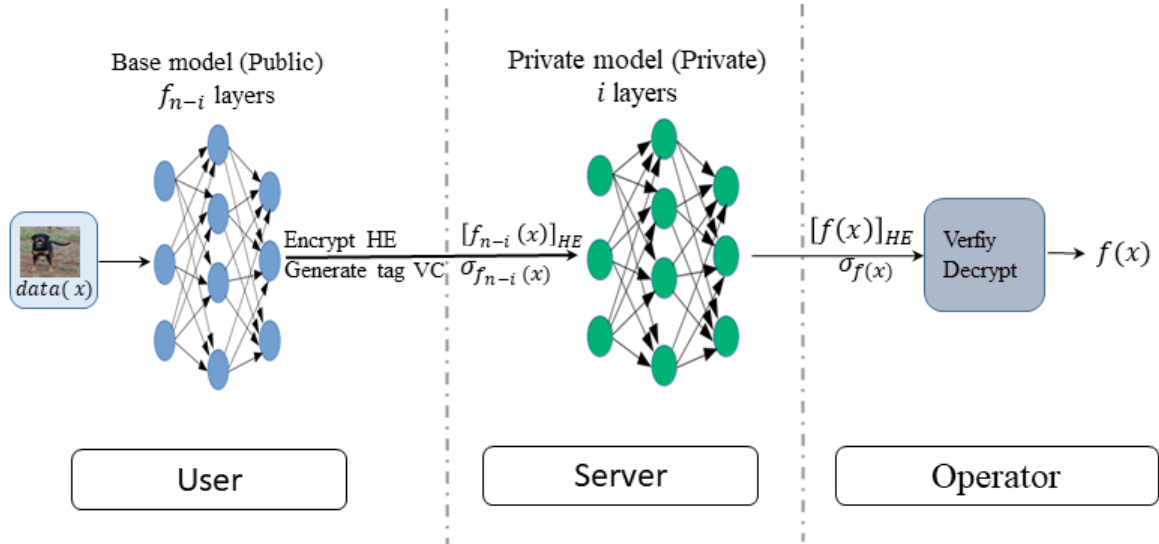 Base model (Public)
f_{n-i} layers
Private model (Private)
i layers
data(x)
Encrypt HE
Generate tag VC
[f_{n-i}(x)]_{HE}
σ_{f_{n-i}(x)}
[f(x)]_{HE}
σ_{f(x)}
Verfiy
Decrypt
f(x)
User
Server
Operator